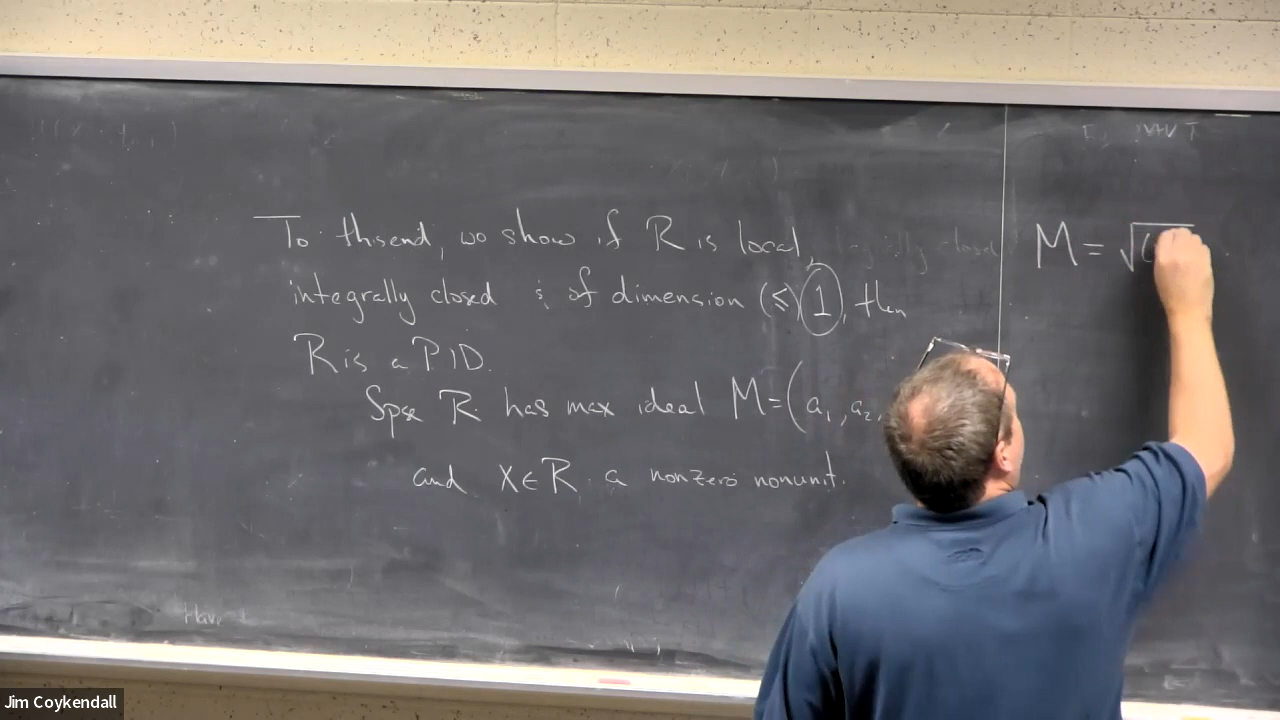 To this end, we show if R is local,
integrally closed & of dimension (≤) 1, then
R is a PID.
Spse R has max ideal M=(a₁, a₂,
and x∈R a nonzero nonunit.
M = √(
Jim Coykendall